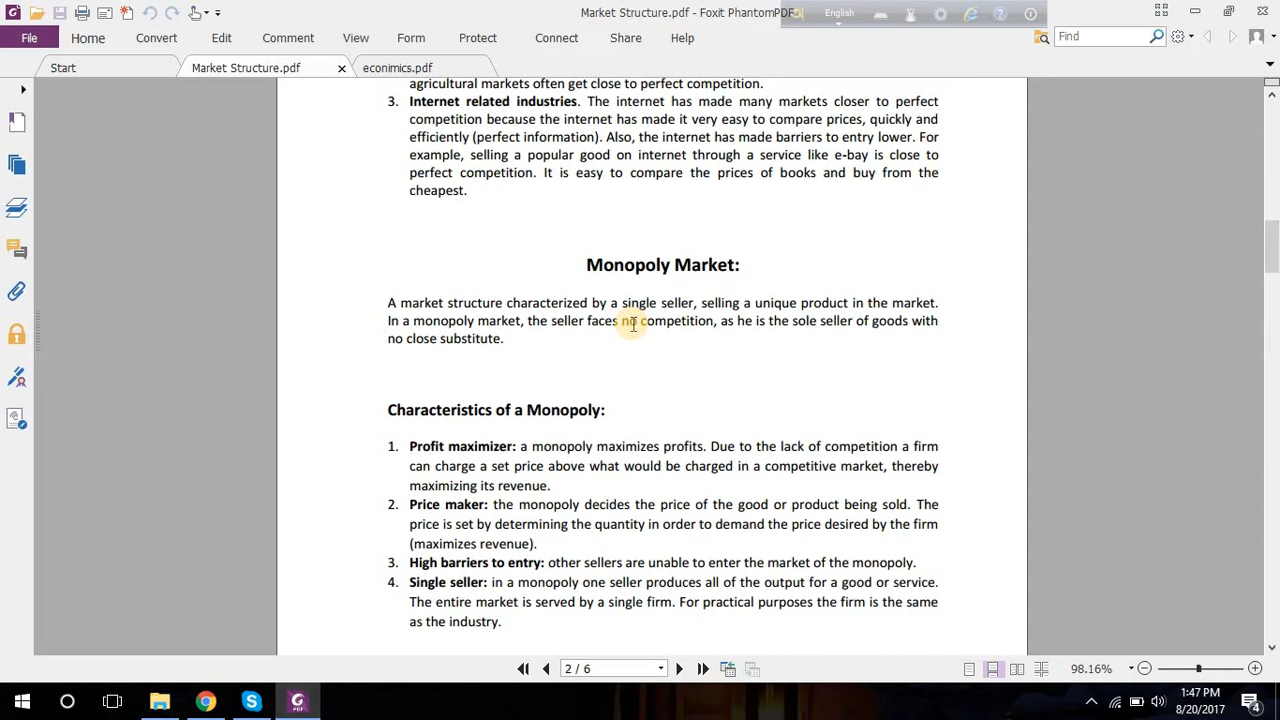 Market Structure.pdf - Foxit PhantomPDF
English
File
Home
Convert
Edit
Comment
View
Form
Protect
Connect
Share
Help
Find
Start
Market Structure.pdf
econimics.pdf
agricultural markets often get close to perfect competition.
3. Internet related industries. The internet has made many markets closer to perfect
competition because the internet has made it very easy to compare prices, quickly and
efficiently (perfect information). Also, the internet has made barriers to entry lower. For
example, selling a popular good on internet through a service like e-bay is close to
perfect competition. It is easy to compare the prices of books and buy from the
cheapest.
Monopoly Market:
A market structure characterized by a single seller, selling a unique product in the market.
In a monopoly market, the seller faces no competition, as he is the sole seller of goods with
no close substitute.
Characteristics of a Monopoly:
1. Profit maximizer: a monopoly maximizes profits. Due to the lack of competition a firm
can charge a set price above what would be charged in a competitive market, thereby
maximizing its revenue.
2. Price maker: the monopoly decides the price of the good or product being sold. The
price is set by determining the quantity in order to demand the price desired by the firm
(maximizes revenue).
3. High barriers to entry: other sellers are unable to enter the market of the monopoly.
4. Single seller: in a monopoly one seller produces all of the output for a good or service.
The entire market is served by a single firm. For practical purposes the firm is the same
as the industry.
2 / 6
98.16%
1:47 PM
8/20/2017
4